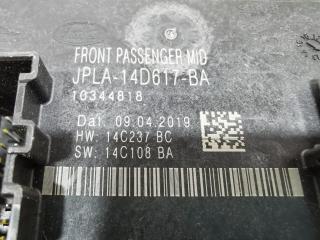 FRONT PASSENGER MID
JPLA-14D617-BA
10344818
Dat. 09.04.2019
HW: 14C237 BC
SW: 14C108 BA